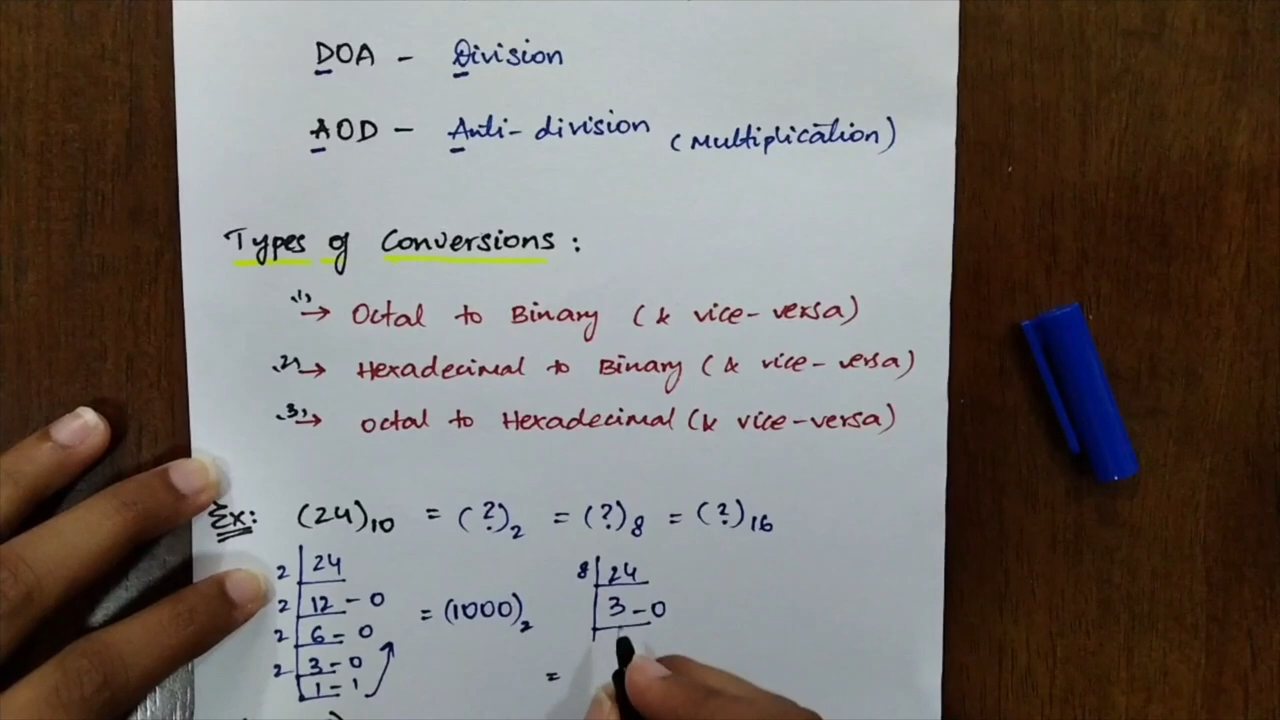 DOA - Division
AOD - Anti-division (Multiplication)
Types of Conversions:
1) → Octal to Binary (& vice-versa)
2) → Hexadecimal to Binary (& vice-versa)
3) → Octal to Hexadecimal (& vice-versa)
Ex: (24)10 = (?)2 = (?)8 = (?)16
2 | 24
2 | 12 - 0
2 | 6 - 0
2 | 3 - 0
1 - 1
= (1000)2
8 | 24
3 - 0
=